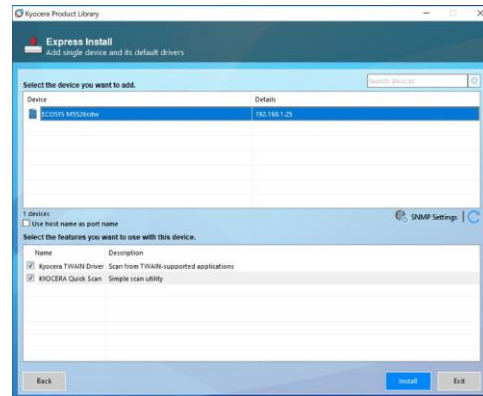 Kyocera Product Library
Express Install
Add single device and its default drivers
Select the device you want to add.
Search devices
Device Details
ECOSYS M5526cdw 192.168.1.25
1 devices
SNMP Settings
Use host name as port name
Select the features you want to use with this device.
Name Description
Kyocera TWAIN Driver Scan from TWAIN-supported applications
KYOCERA Quick Scan Simple scan utility
Back Install Exit